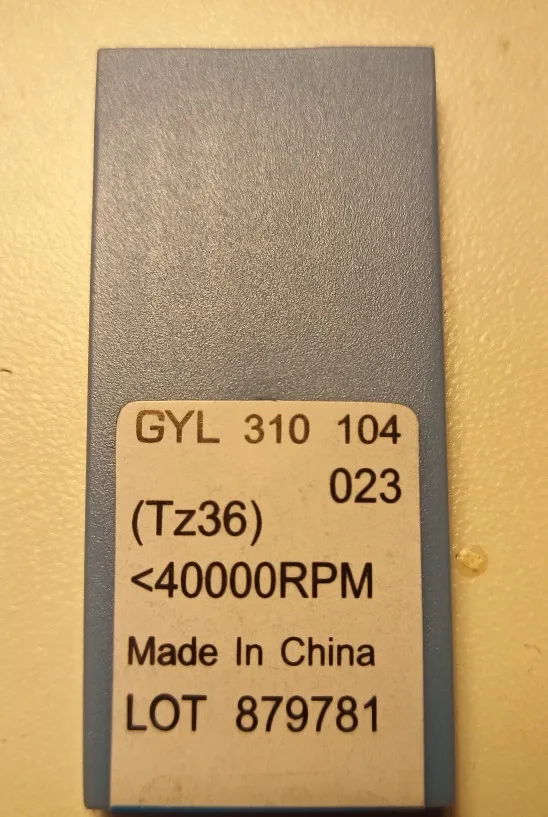 GYL 310 104
023
(Tz36)
<40000RPM
Made In China
LOT 879781